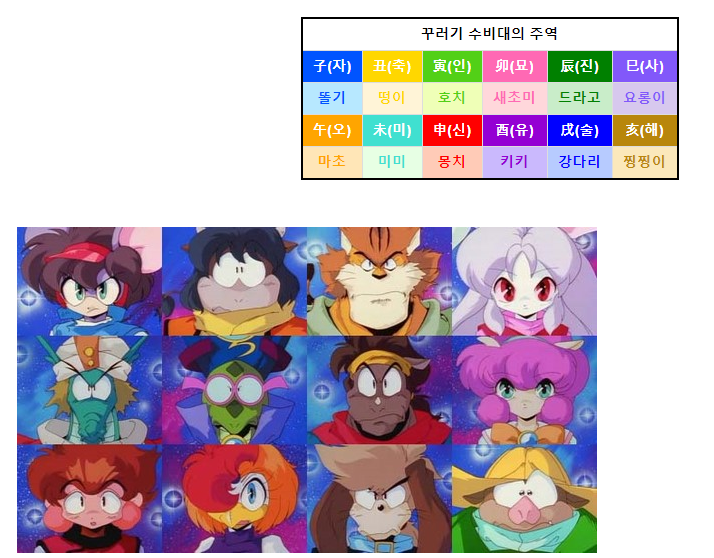 꾸러기 수비대의 주역
子(자) 丑(축) 寅(인) 卯(묘) 辰(진) 巳(사)
똘기 떵이 호치 새초미 드라고 요롱이
午(오) 未(미) 申(신) 酉(유) 戌(술) 亥(해)
마초 미미 뭉치 키키 강다리 찡찡이